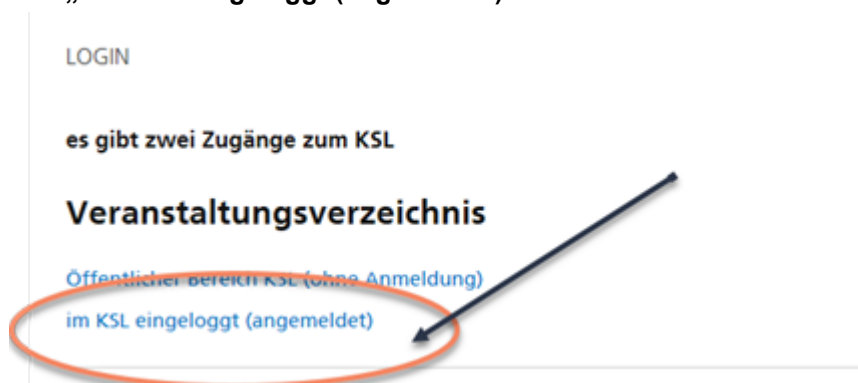 LOGIN
es gibt zwei Zugänge zum KSL
Veranstaltungsverzeichnis
Öffentlicher Bereich KSL (ohne Anmeldung)
im KSL eingeloggt (angemeldet)